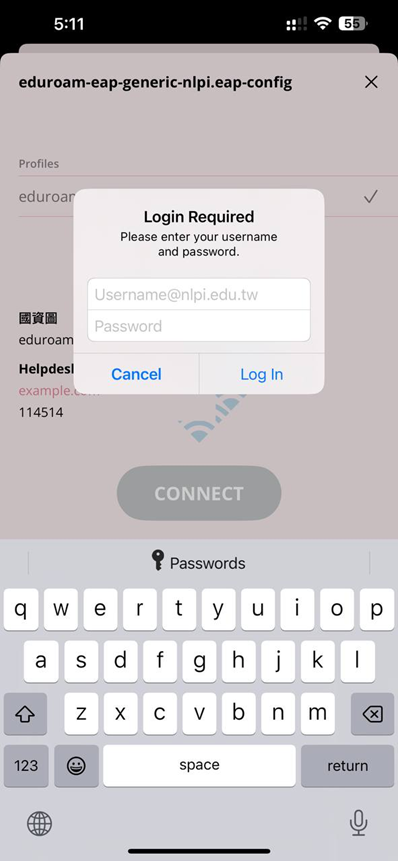 5:11
55
eduroam-eap-generic-nlpi.eap-config
Profiles
eduroam
Login Required
Please enter your username
and password.
Username@nlpi.edu.tw
Password
Cancel
Log In
國資圖
eduroam
Helpdesk
example.com
114514
CONNECT
Passwords
q w e r t y u i o p
a s d f g h j k l
z x c v b n m
123
space
return